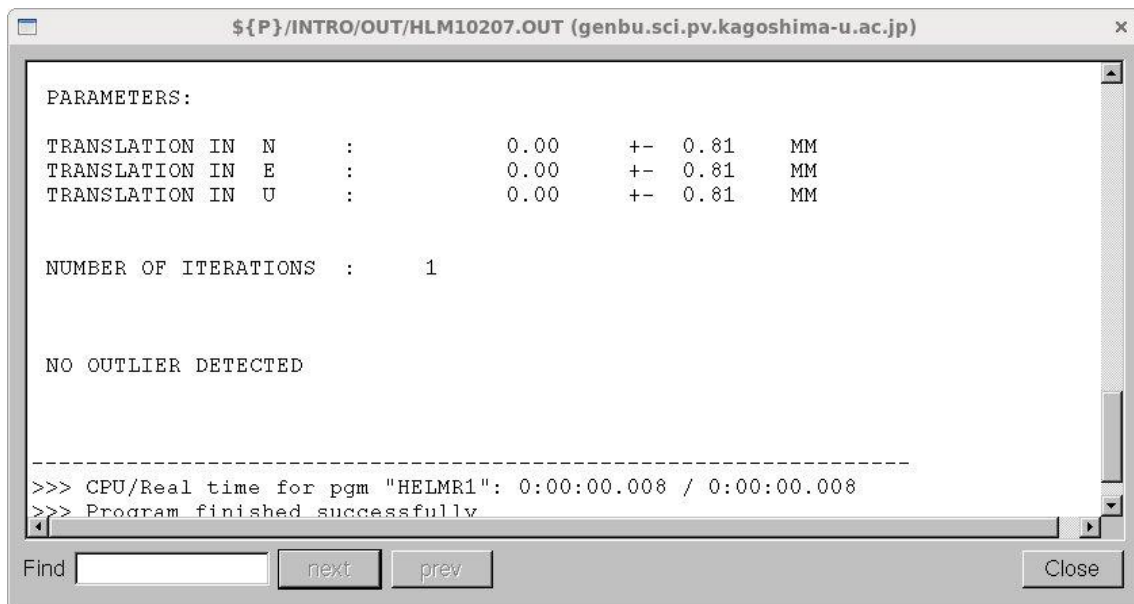 ${P}/INTRO/OUT/HLM10207.OUT (genbu.sci.pv.kagoshima-u.ac.jp)
PARAMETERS:
TRANSLATION IN N : 0.00 +- 0.81 MM
TRANSLATION IN E : 0.00 +- 0.81 MM
TRANSLATION IN U : 0.00 +- 0.81 MM
NUMBER OF ITERATIONS : 1
NO OUTLIER DETECTED
-----------------------------------------------------------------
>>> CPU/Real time for pgm "HELMR1": 0:00:00.008 / 0:00:00.008
>>> Program finished successfully
Find next prev Close